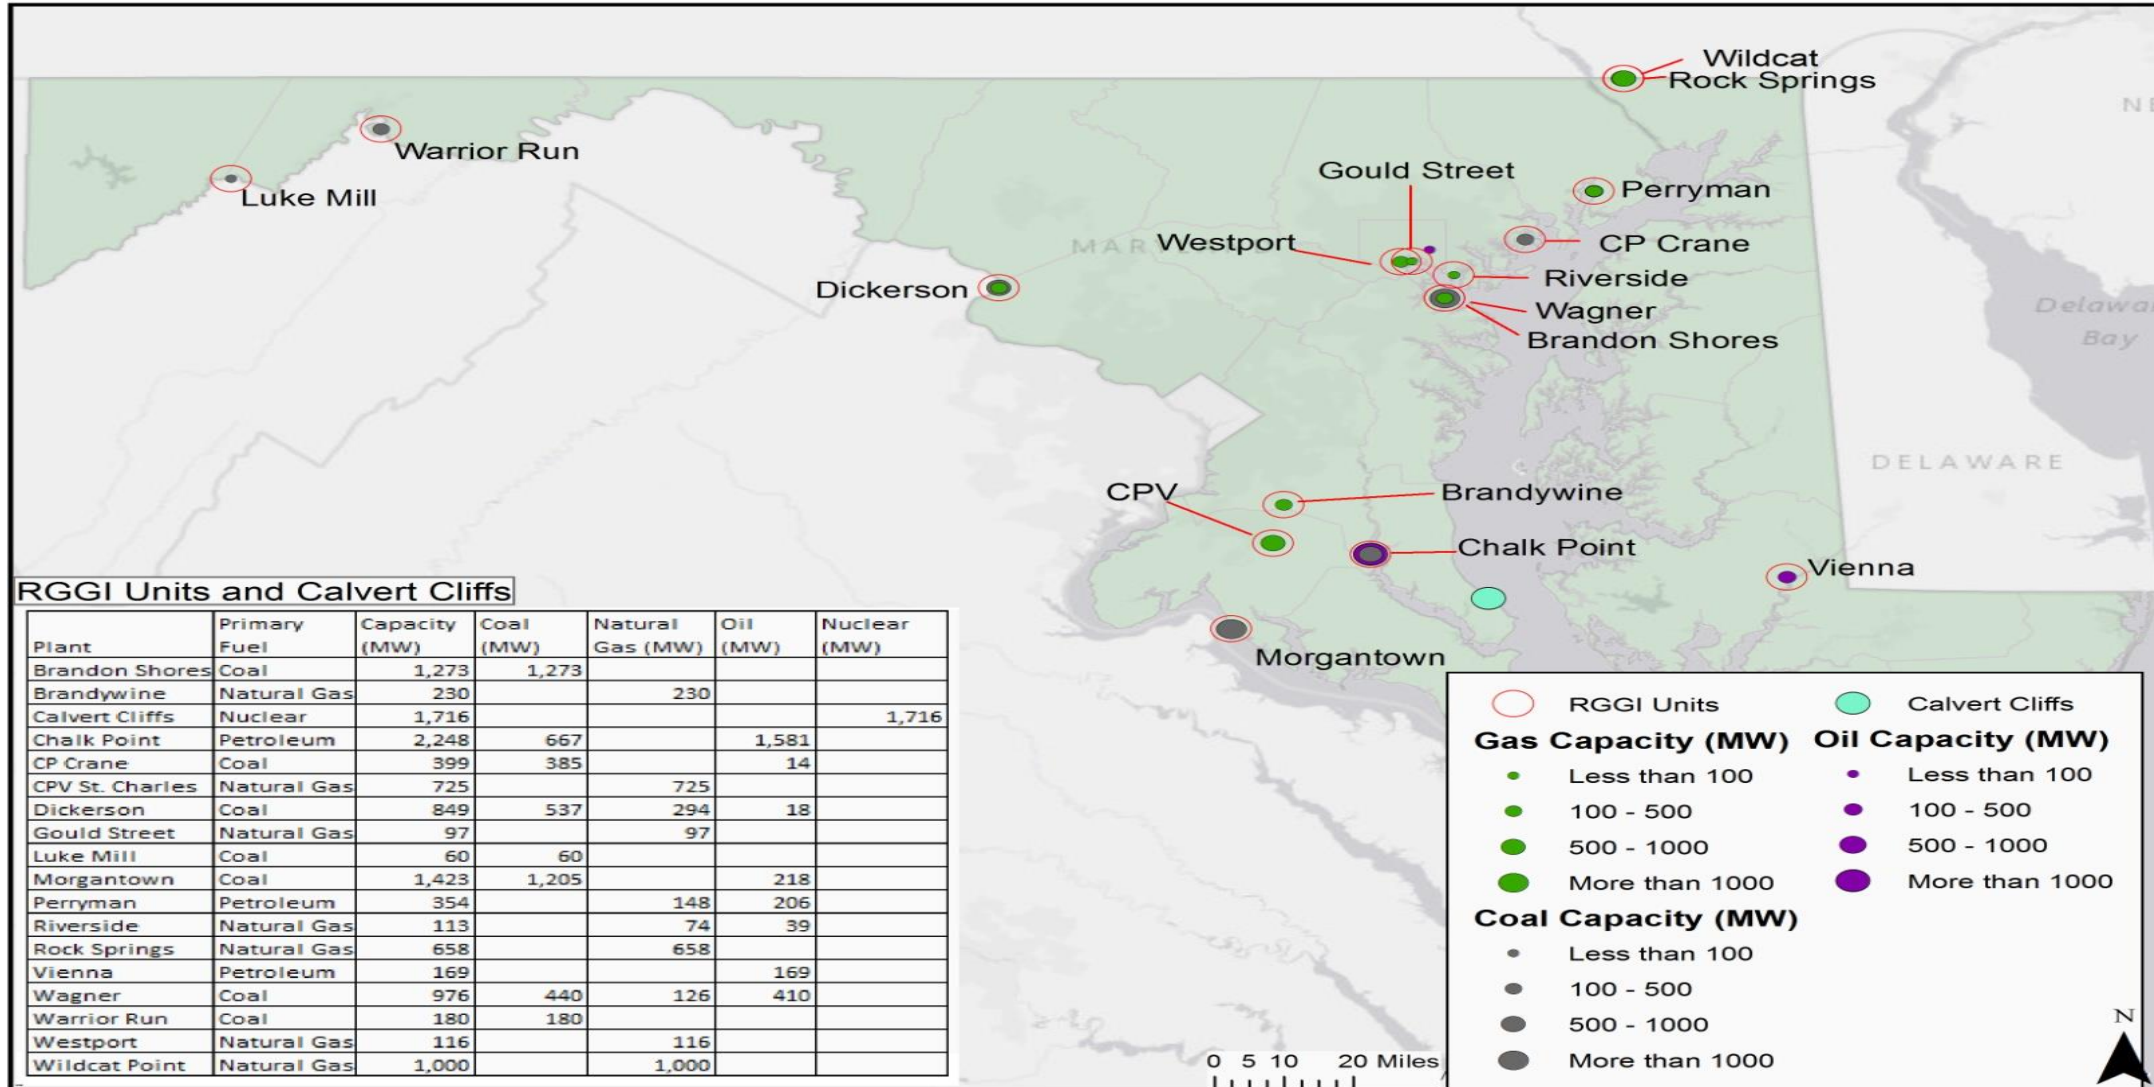 Wildcat
Rock Springs
NE
Warrior Run
Luke Mill
Gould Street
Perryman
Westport
MARYLAND
CP Crane
Dickerson
Riverside
Wagner
Brandon Shores
Delawa
Bay
DELAWARE
CPV
Brandywine
Chalk Point
Vienna
Morgantown
RGGI Units and Calvert Cliffs
Plant Primary Fuel Capacity (MW) Coal (MW) Natural Gas (MW) Oil (MW) Nuclear (MW)
Brandon Shores Coal 1,273 1,273
Brandywine Natural Gas 230 230
Calvert Cliffs Nuclear 1,716 1,716
Chalk Point Petroleum 2,248 667 1,581
CP Crane Coal 399 385 14
CPV St. Charles Natural Gas 725 725
Dickerson Coal 849 537 294 18
Gould Street Natural Gas 97 97
Luke Mill Coal 60 60
Morgantown Coal 1,423 1,205 218
Perryman Petroleum 354 148 206
Riverside Natural Gas 113 74 39
Rock Springs Natural Gas 658 658
Vienna Petroleum 169 169
Wagner Coal 976 440 126 410
Warrior Run Coal 180 180
Westport Natural Gas 116 116
Wildcat Point Natural Gas 1,000 1,000
RGGI Units
Calvert Cliffs
Gas Capacity (MW)
Less than 100
100 - 500
500 - 1000
More than 1000
Oil Capacity (MW)
Less than 100
100 - 500
500 - 1000
More than 1000
Coal Capacity (MW)
Less than 100
100 - 500
500 - 1000
More than 1000
0 5 10 20 Miles
N